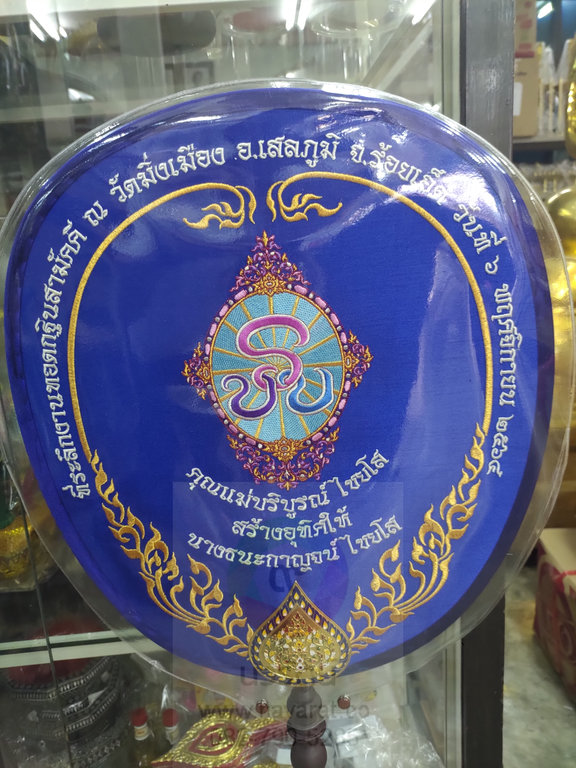 ที่ระลึกงานทอดกฐินสามัคคี ณ วัดมิ่งเมือง อ.เสลภูมิ จ.ร้อยเอ็ด วันที่ ๖ พฤศจิกายน ๒๕๖๔
คุณแม่บริบูรณ์ ไชยโส
สร้างอุทิศให้
นางธนะกาญจน์ ไชยโส